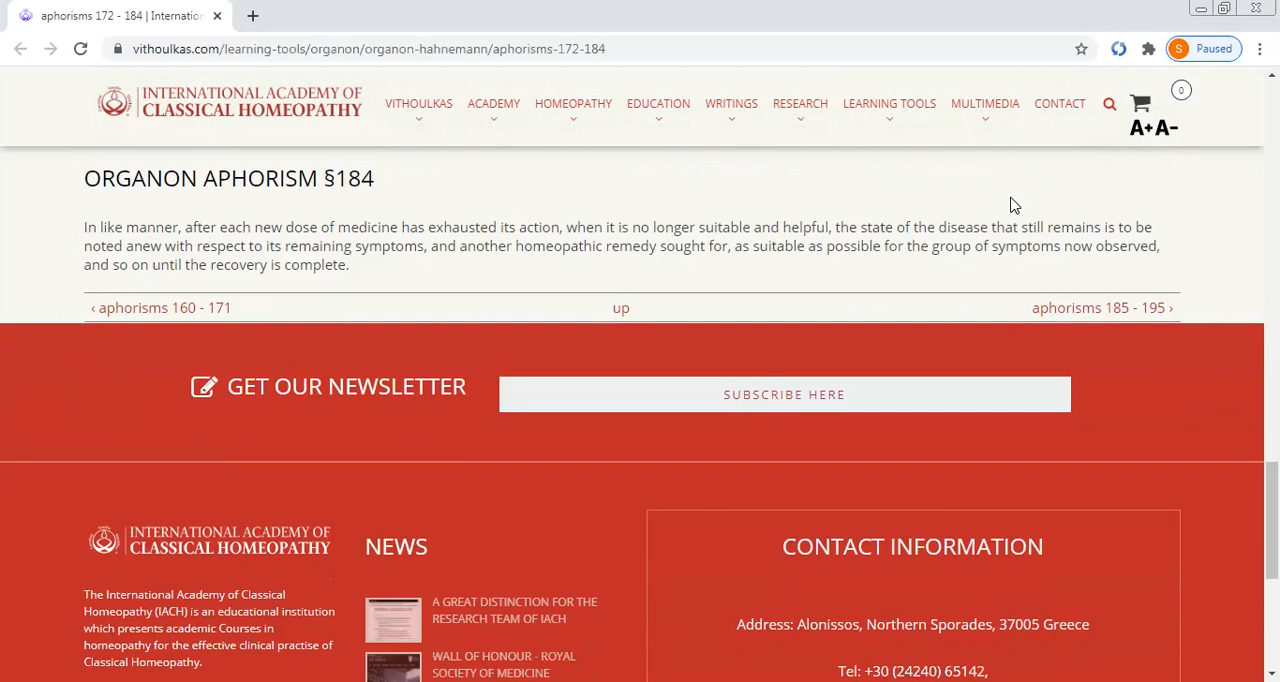 aphorisms 172 - 184 | Internatio
vithoulkas.com/learning-tools/organon/organon-hahnemann/aphorisms-172-184
S Paused
INTERNATIONAL ACADEMY OF
CLASSICAL HOMEOPATHY
VITHOULKAS ACADEMY HOMEOPATHY EDUCATION WRITINGS RESEARCH LEARNING TOOLS MULTIMEDIA CONTACT
0
A+A-
ORGANON APHORISM §184
In like manner, after each new dose of medicine has exhausted its action, when it is no longer suitable and helpful, the state of the disease that still remains is to be
noted anew with respect to its remaining symptoms, and another homeopathic remedy sought for, as suitable as possible for the group of symptoms now observed,
and so on until the recovery is complete.
‹ aphorisms 160 - 171
up
aphorisms 185 - 195 ›
GET OUR NEWSLETTER
SUBSCRIBE HERE
INTERNATIONAL ACADEMY OF
CLASSICAL HOMEOPATHY
The International Academy of Classical
Homeopathy (IACH) is an educational institution
which presents academic Courses in
homeopathy for the effective clinical practise of
Classical Homeopathy.
NEWS
A GREAT DISTINCTION FOR THE
RESEARCH TEAM OF IACH
WALL OF HONOUR - ROYAL
SOCIETY OF MEDICINE
CONTACT INFORMATION
Address: Alonissos, Northern Sporades, 37005 Greece
Tel: +30 (24240) 65142,